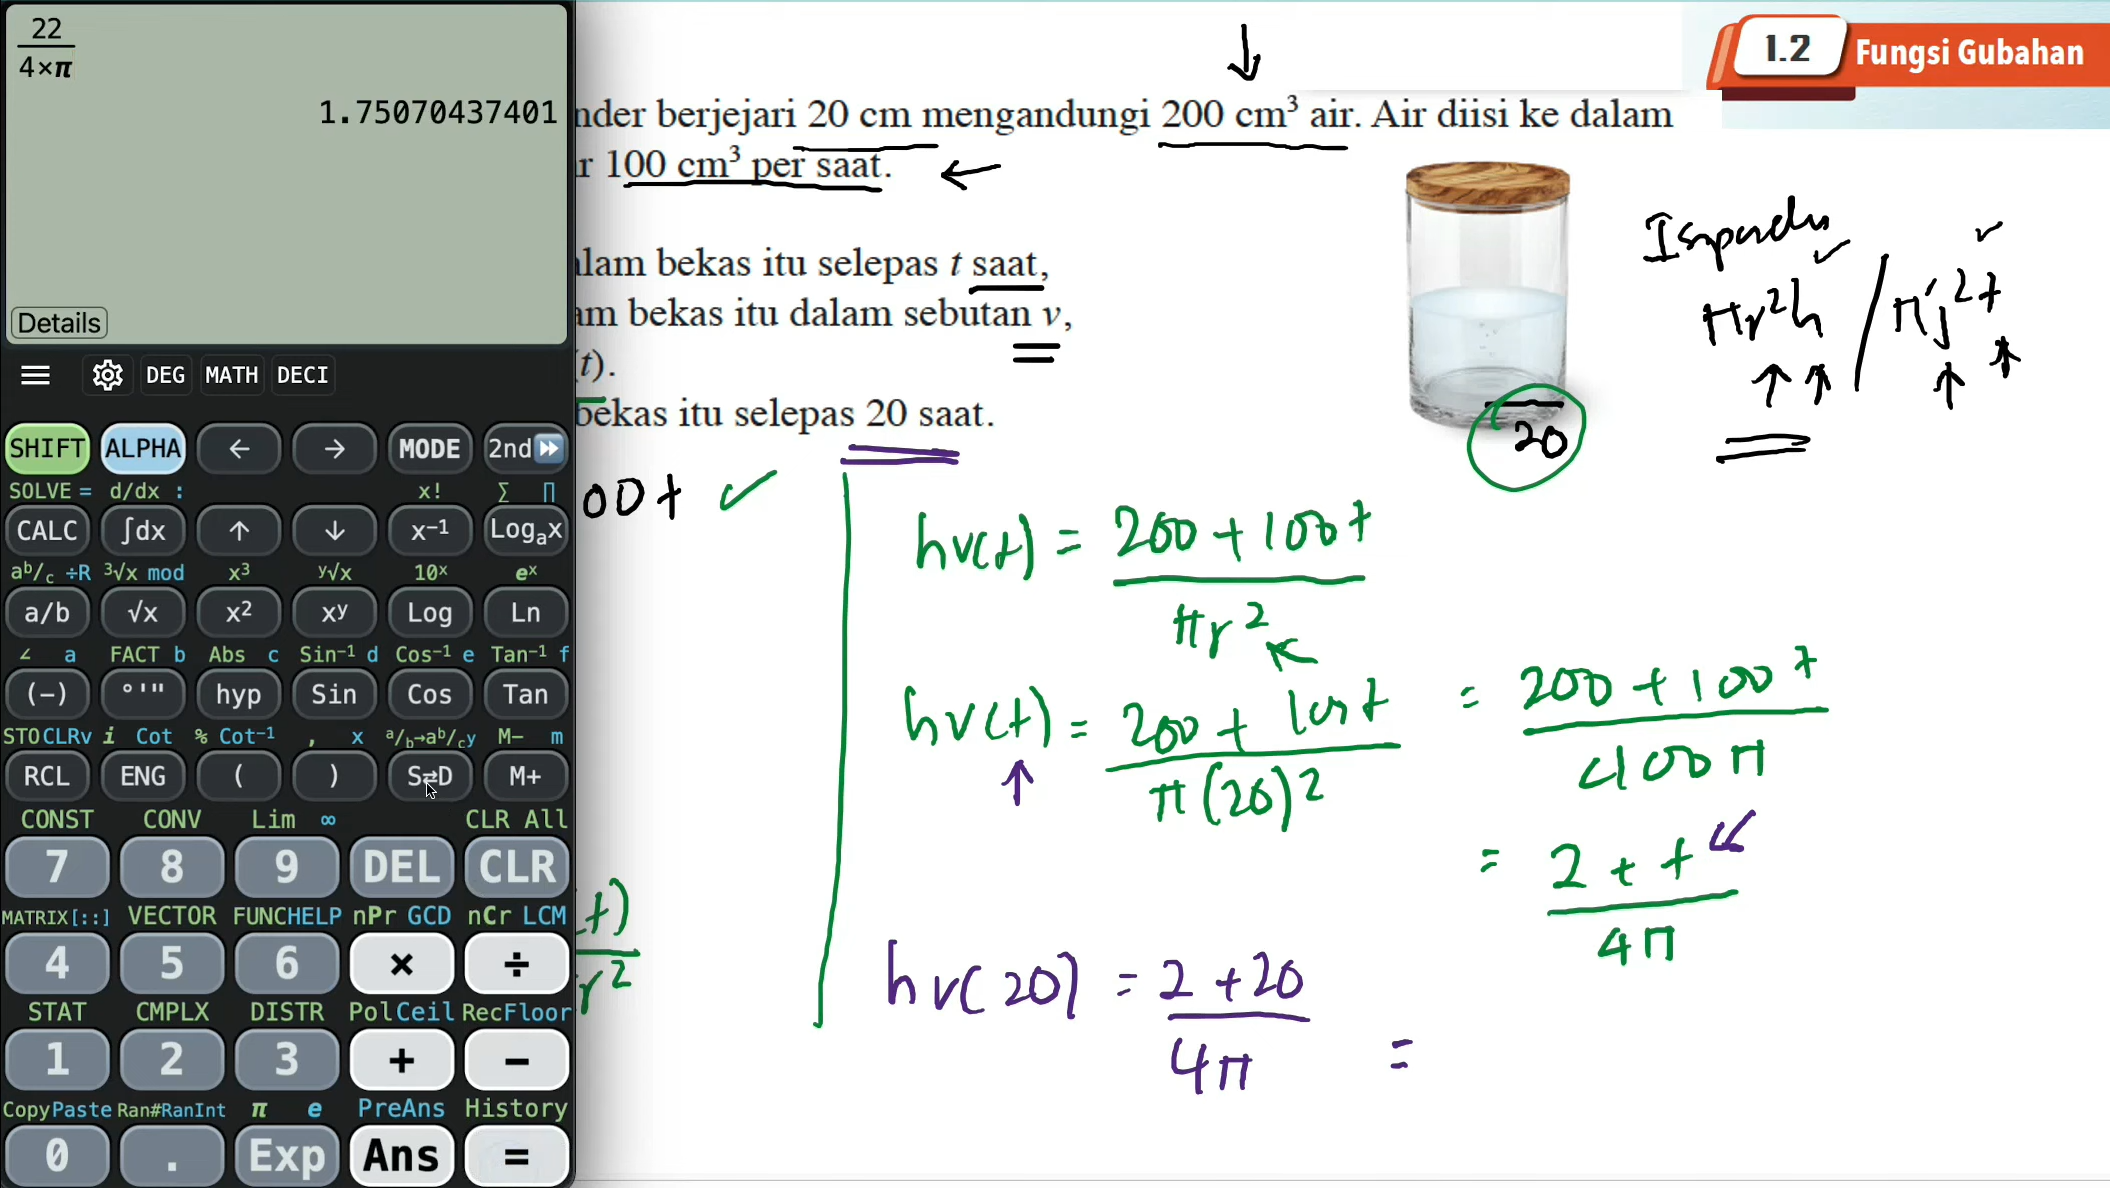 22
4×π
1.75070437401
Details
DEG MATH DECI
SHIFT ALPHA ← → MODE 2nd
SOLVE = d/dx : x! ∑ ∏
CALC ∫dx ↑ ↓ x⁻¹ Logₐx
aᵇ/c ÷R ³√x mod x³ ʸ√x 10ˣ eˣ
a/b √x x² xʸ Log Ln
∠ a FACT b Abs c Sin⁻¹ d Cos⁻¹ e Tan⁻¹ f
(−) °'" hyp Sin Cos Tan
STO CLRv i Cot % Cot⁻¹ , x a/b→aᵇ/c y M− m
RCL ENG ( ) S⇄D M+
CONST CONV Lim ∞ CLR All
7 8 9 DEL CLR
MATRIX[::] VECTOR FUNC HELP nPr GCD nCr LCM
4 5 6 × ÷
STAT CMPLX DISTR Pol Ceil Rec Floor
1 2 3 + −
Copy Paste Ran# RanInt π e PreAns History
0 . Exp Ans =
1.2 Fungsi Gubahan
nder berjejari 20 cm mengandungi 200 cm³ air. Air diisi ke dalam
r 100 cm³ per saat.
alam bekas itu selepas t saat,
am bekas itu dalam sebutan v,
(t).
bekas itu selepas 20 saat.
20
Isipadu
πr²h / πj²t
00t
t)
r²
hv(t) = 200 + 100t
πr²
hv(t) = 200 + 100t
π(20)²
= 200 + 100t
400π
= 2 + t
4π
hv(20) = 2 + 20
4π
=